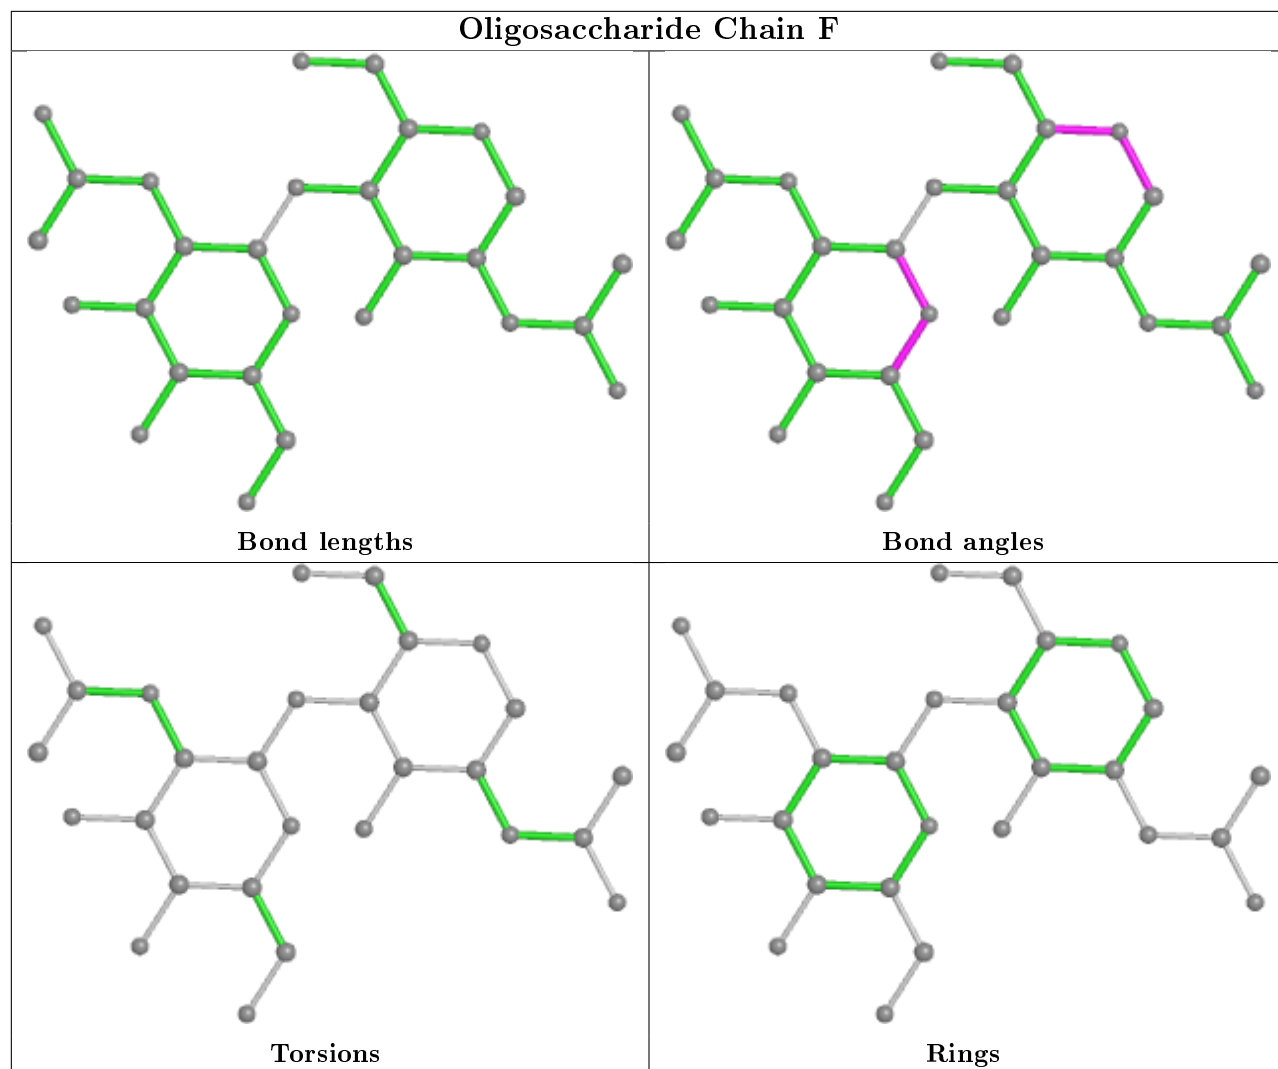 Oligosaccharide Chain F
Bond lengths
Bond angles
Torsions
Rings